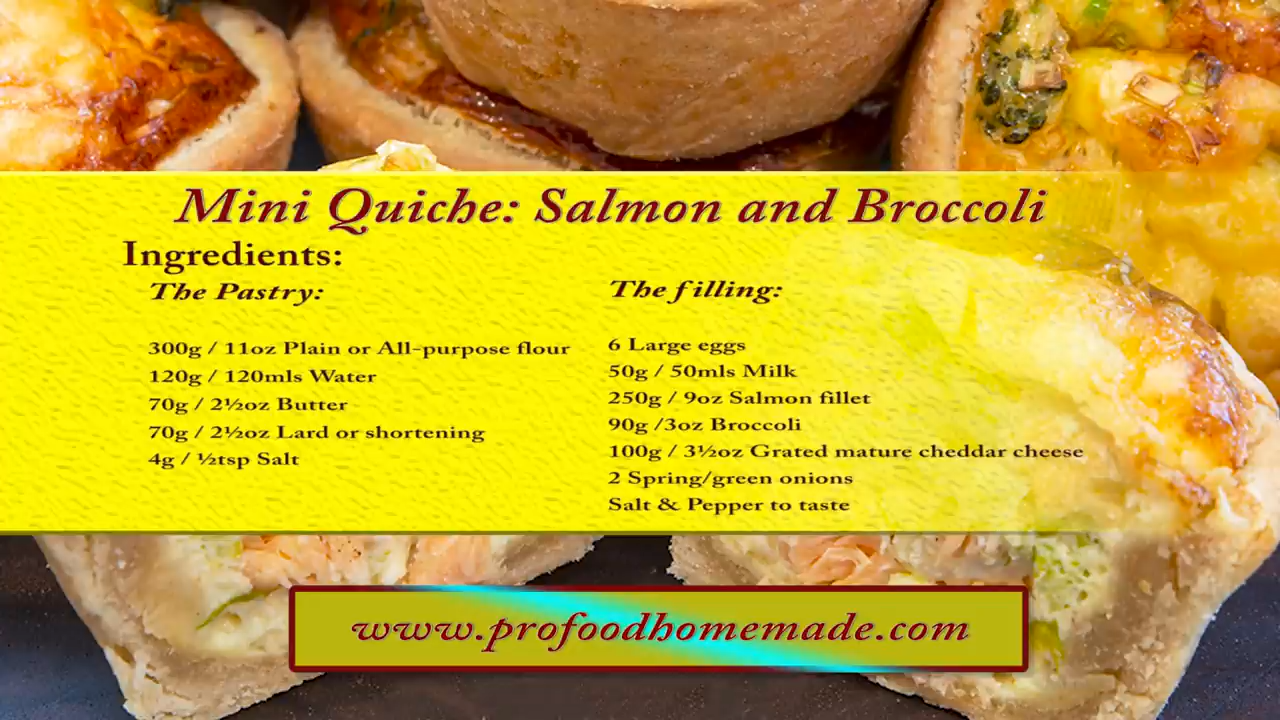 Mini Quiche: Salmon and Broccoli
Ingredients:
The Pastry:
300g / 11oz Plain or All-purpose flour
120g / 120mls Water
70g / 2½oz Butter
70g / 2½oz Lard or shortening
4g / ½tsp Salt
The filling:
6 Large eggs
50g / 50mls Milk
250g / 9oz Salmon fillet
90g /3oz Broccoli
100g / 3½oz Grated mature cheddar cheese
2 Spring/green onions
Salt & Pepper to taste
www.profoodhomemade.com